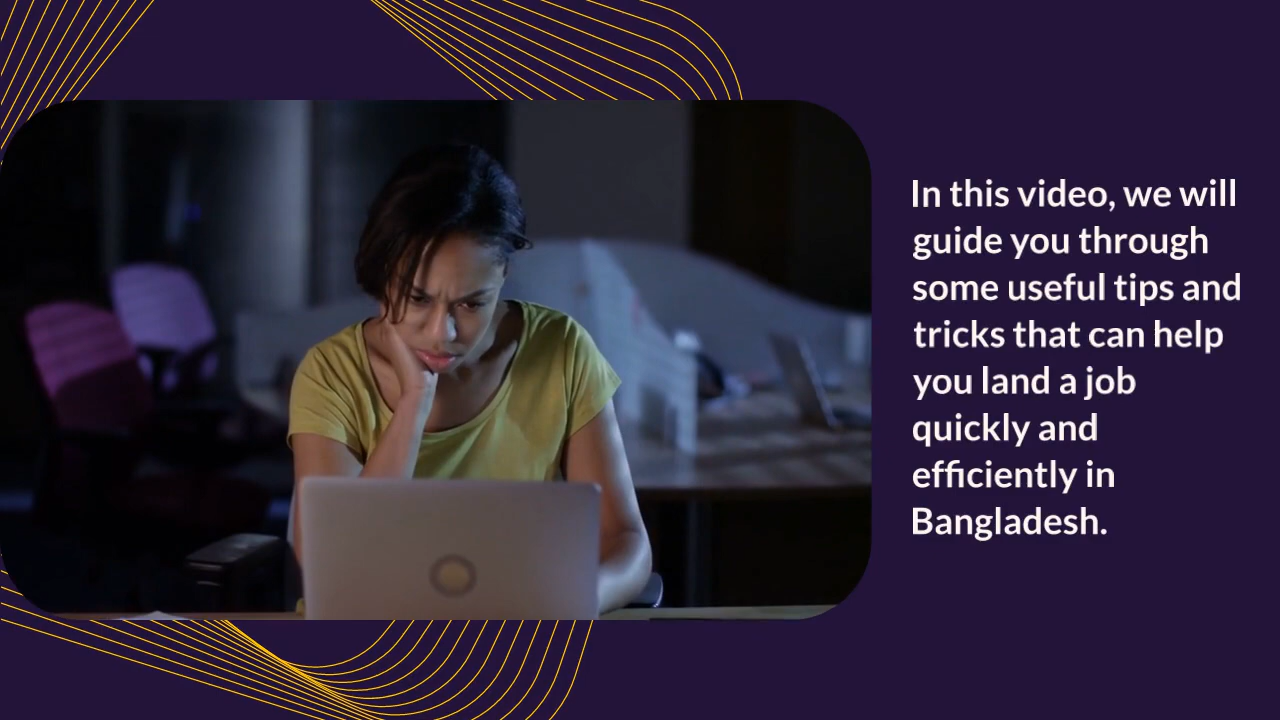 In this video, we will
guide you through
some useful tips and
tricks that can help
you land a job
quickly and
efficiently in
Bangladesh.